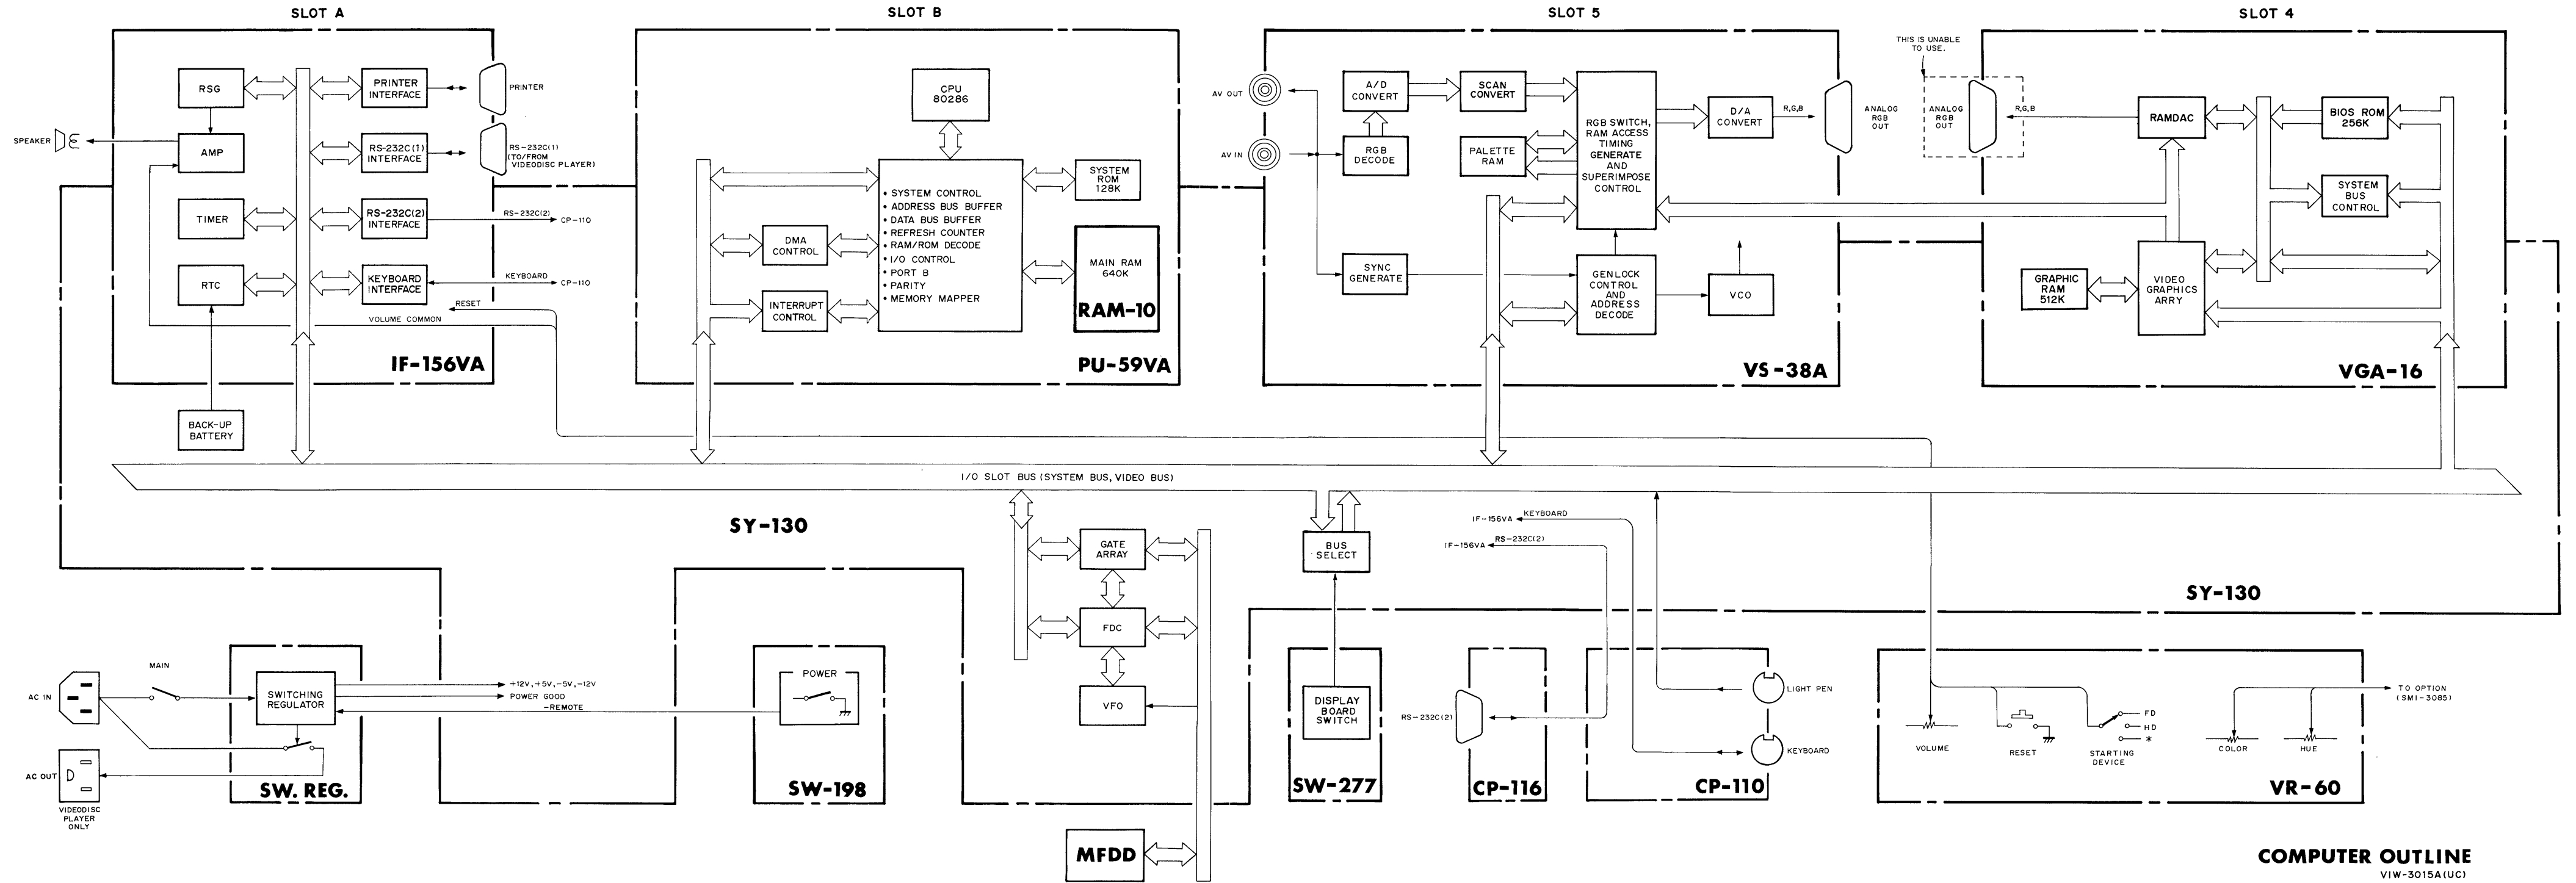 SLOT A
SLOT B
SLOT 5
SLOT 4
RSG
AMP
TIMER
RTC
BACK-UP
BATTERY
SPEAKER
PRINTER
INTERFACE
PRINTER
RS-232C(1)
INTERFACE
RS-232C(1)
(TO/FROM
VIDEODISC PLAYER)
RS-232C(2)
INTERFACE
RS-232C(2)
CP-110
KEYBOARD
INTERFACE
KEYBOARD
CP-110
RESET
VOLUME COMMON
IF-156VA
CPU
80286
• SYSTEM CONTROL
• ADDRESS BUS BUFFER
• DATA BUS BUFFER
• REFRESH COUNTER
• RAM/ROM DECODE
• I/O CONTROL
• PORT B
• PARITY
• MEMORY MAPPER
DMA
CONTROL
INTERRUPT
CONTROL
SYSTEM
ROM
128K
MAIN RAM
640K
RAM-10
PU-59VA
AV OUT
AV IN
A/D
CONVERT
SCAN
CONVERT
RGB
DECODE
PALETTE
RAM
RGB SWITCH,
RAM ACCESS
TIMING
GENERATE
AND
SUPERIMPOSE
CONTROL
D/A
CONVERT
R,G,B
ANALOG
RGB
OUT
SYNC
GENERATE
GENLOCK
CONTROL
AND
ADDRESS
DECODE
VCO
VS-38A
THIS IS UNABLE
TO USE.
ANALOG
RGB
OUT
R,G,B
RAMDAC
BIOS ROM
256K
SYSTEM
BUS
CONTROL
GRAPHIC
RAM
512K
VIDEO
GRAPHICS
ARRY
VGA-16
I/O SLOT BUS (SYSTEM BUS, VIDEO BUS)
SY-130
GATE
ARRAY
FDC
VFO
MFDD
BUS
SELECT
IF-156VA
KEYBOARD
IF-156VA
RS-232C(2)
SY-130
AC IN
MAIN
SWITCHING
REGULATOR
+12V,+5V,-5V,-12V
POWER GOOD
-REMOTE
AC OUT
VIDEODISC
PLAYER
ONLY
SW. REG.
POWER
SW-198
DISPLAY
BOARD
SWITCH
SW-277
RS-232C(2)
CP-116
LIGHT PEN
KEYBOARD
CP-110
VOLUME
RESET
FD
HD
*
STARTING
DEVICE
COLOR
HUE
TO OPTION
(SMI-3085)
VR-60
COMPUTER OUTLINE
VIW-3015A(UC)